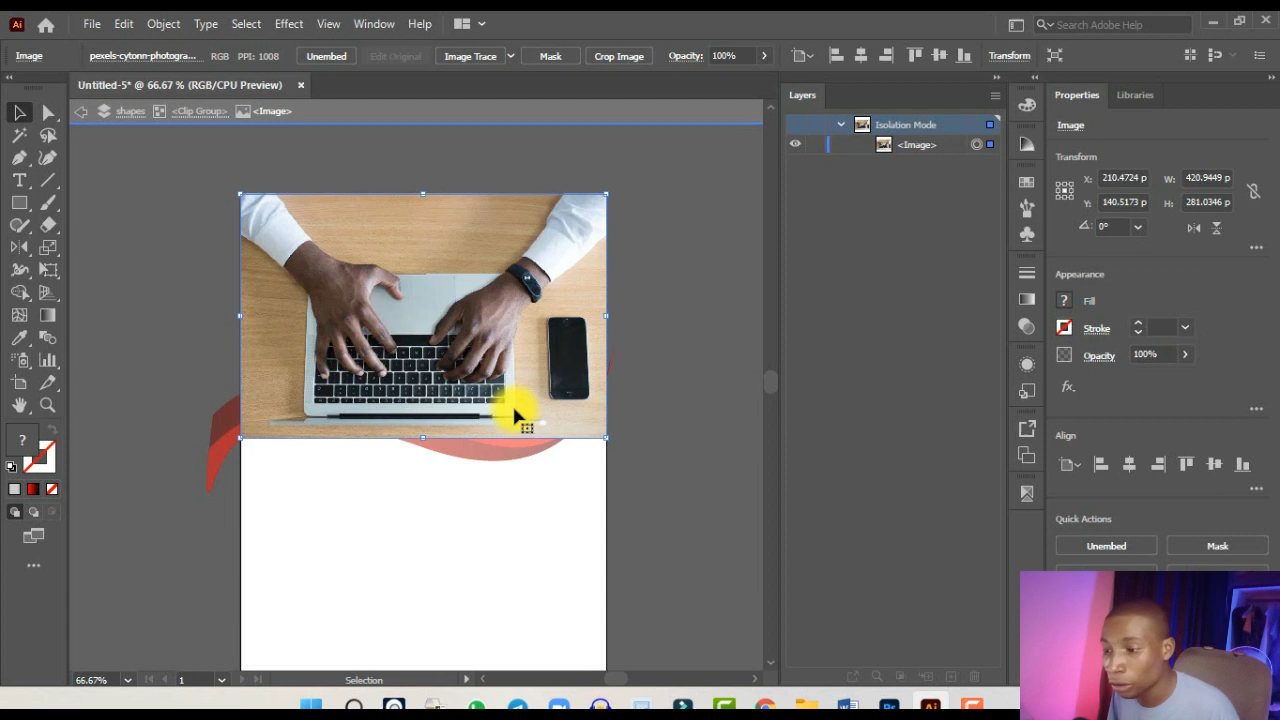 Ai File Edit Object Type Select Effect View Window Help Search Adobe Help
Image pexels-cytonn-photogra... RGB PPI: 1008 Unembed Edit Original Image Trace Mask Crop Image Opacity: 100% Transform
Untitled-5* @ 66.67 % (RGB/CPU Preview)
shapes <Clip Group> <Image>
Layers
Isolation Mode
<Image>
Properties Libraries
Image
Transform
X: 210.4724 p W: 420.9449 p
Y: 140.5173 p H: 281.0346 p
0°
Appearance
? Fill
Stroke
Opacity 100%
fx.
Align
Quick Actions
Unembed Mask
?
66.67% 1 Selection
Ps Ai